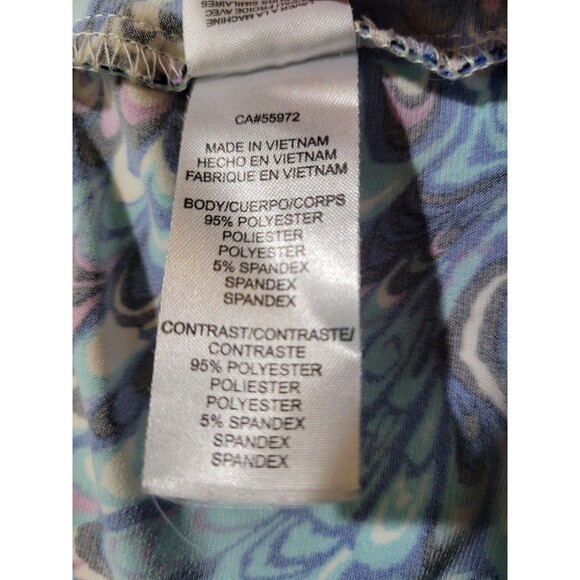 CA#55972
MADE IN VIETNAM
HECHO EN VIETNAM
FABRIQUE EN VIETNAM
BODY/CUERPO/CORPS
95% POLYESTER
POLIESTER
POLYESTER
5% SPANDEX
SPANDEX
SPANDEX
CONTRAST/CONTRASTE/
CONTRASTE
95% POLYESTER
POLIESTER
POLYESTER
5% SPANDEX
SPANDEX
SPANDEX